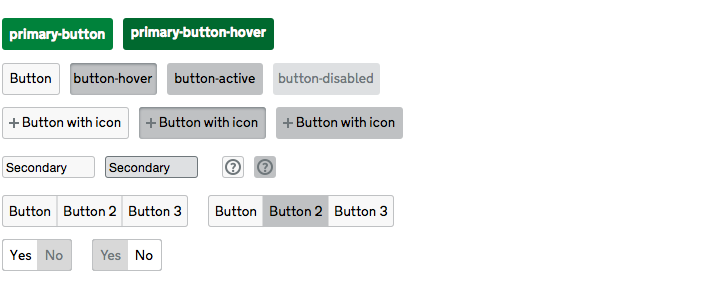 primary-button primary-button-hover
Button button-hover button-active button-disabled
+ Button with icon + Button with icon + Button with icon
Secondary Secondary ? ?
Button Button 2 Button 3 Button Button 2 Button 3
Yes No Yes No